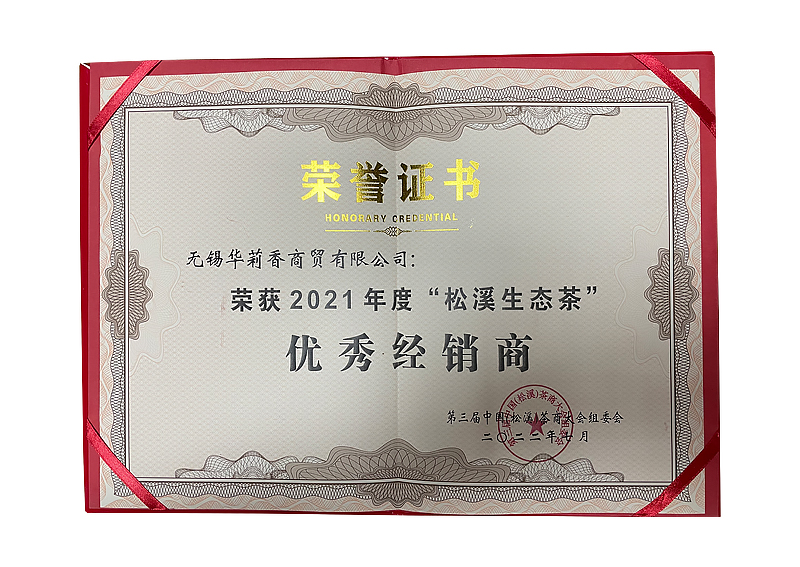 荣誉证书
HONORARY CREDENTIAL
无锡华莉香商贸有限公司：
荣获2021年度“松溪生态茶”
优秀经销商
第三届中国(松溪)茶商大会组委会
二〇二二年七月